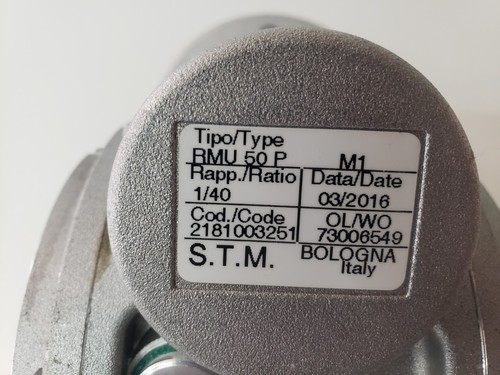 Tipo/Type
RMU 50 P M1
Rapp./Ratio Data/Date
1/40 03/2016
Cod./Code OL/WO
2181003251 73006549
S.T.M. BOLOGNA
Italy